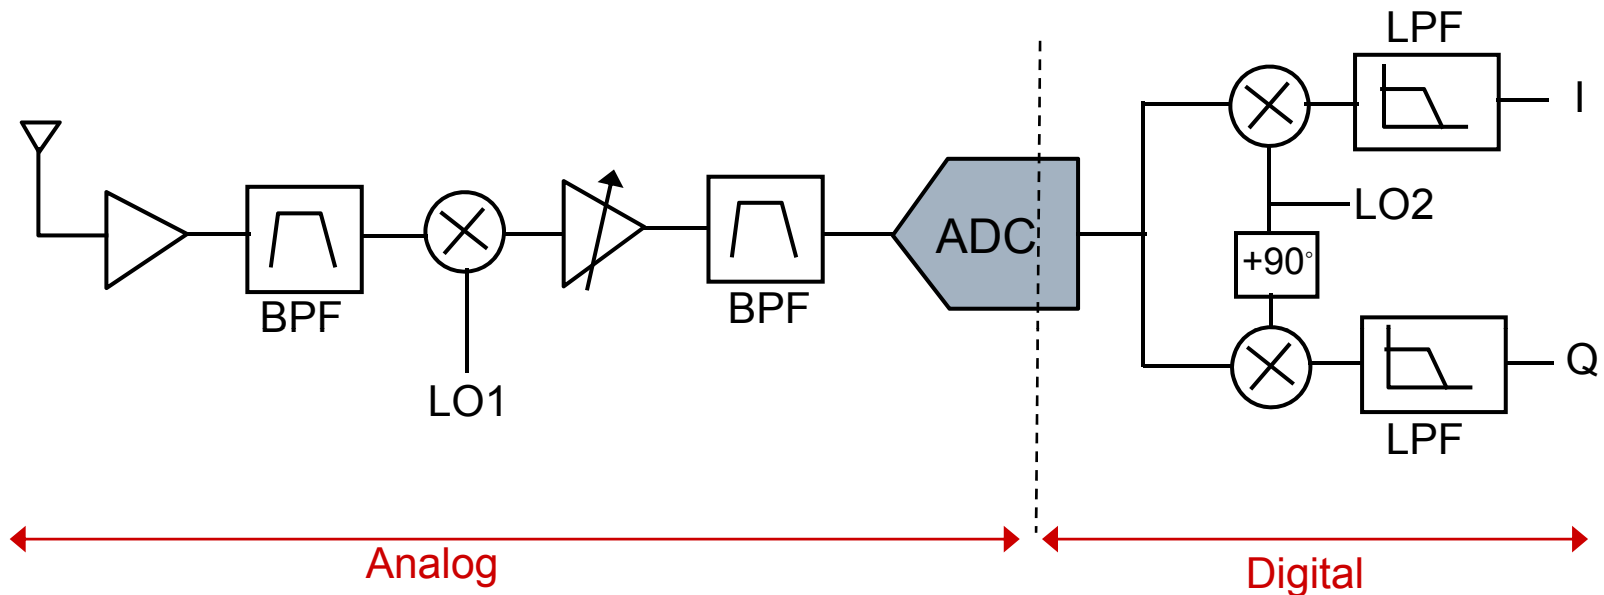 LPF
I
BPF
LO1
BPF
ADC
LO2
+90°
Q
LPF
Analog
Digital